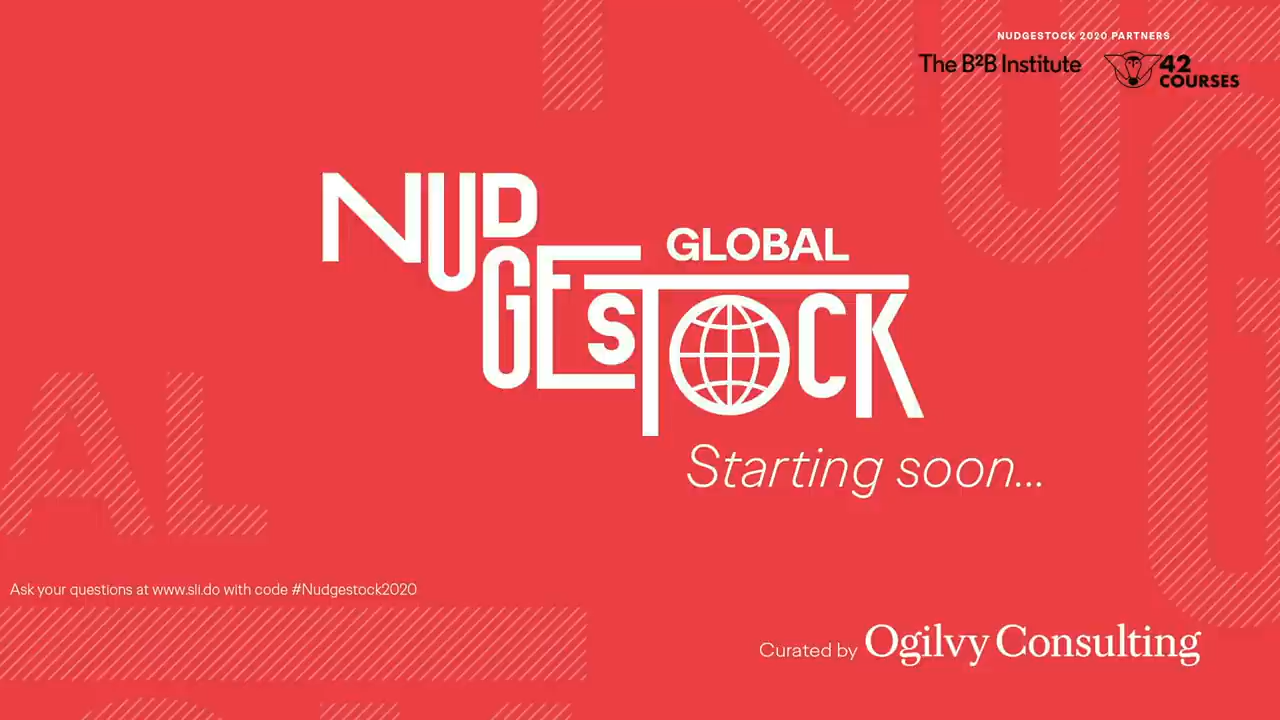 NUDGESTOCK 2020 PARTNERS
The B²B Institute
42 COURSES
NUDGESTOCK
GLOBAL
Starting soon...
AL
Ask your questions at www.sli.do with code #Nudgestock2020
Curated by Ogilvy Consulting